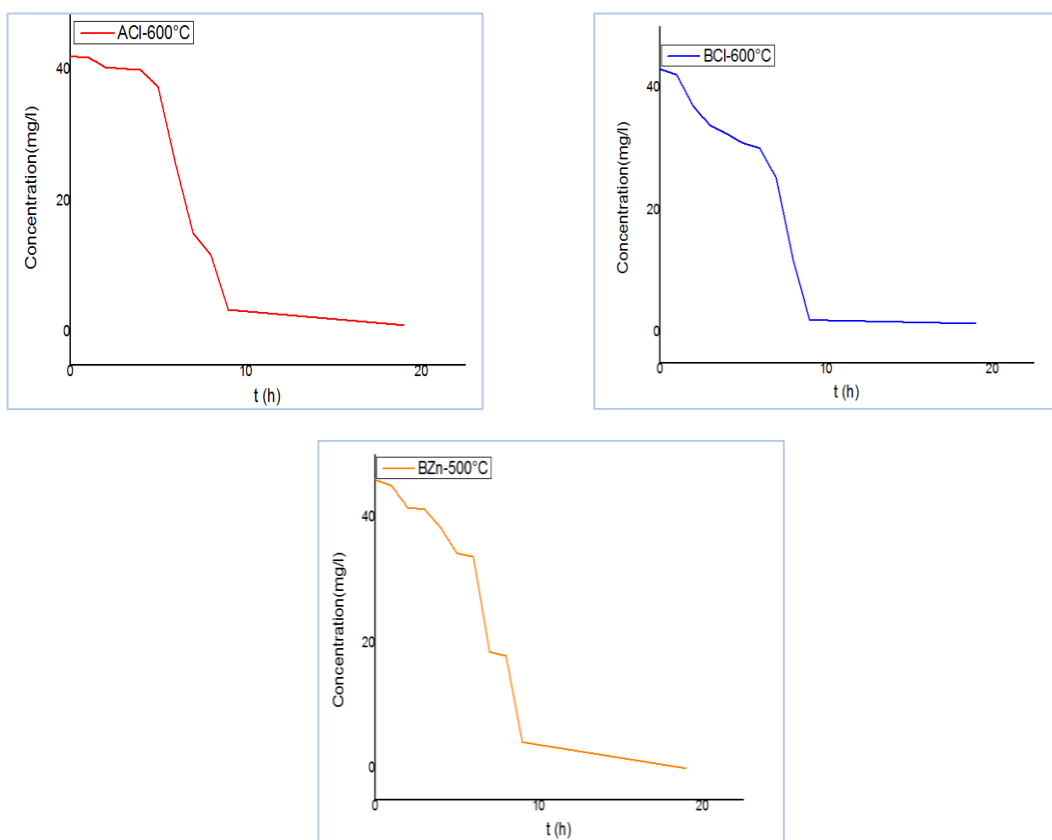 ACl-600°C
40
20
0
Concentration(mg/l)
0 10 20
t (h)
BCl-600°C
40
20
0
Concentration(mg/l)
0 10 20
t (h)
BZn-500°C
40
20
0
Concentration(mg/l)
0 10 20
t (h)